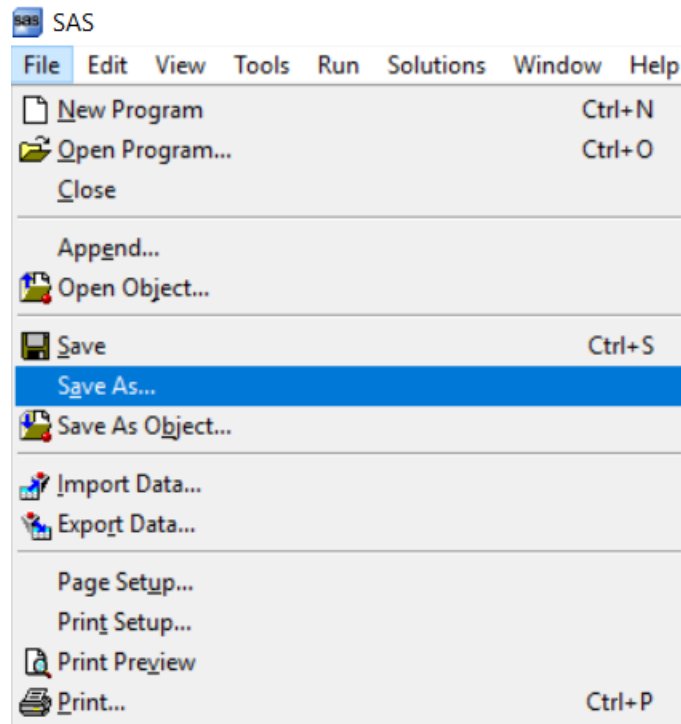 sas SAS
File Edit View Tools Run Solutions Window Help
New Program Ctrl+N
Open Program... Ctrl+O
Close
Append...
Open Object...
Save Ctrl+S
Save As...
Save As Object...
Import Data...
Export Data...
Page Setup...
Print Setup...
Print Preview
Print... Ctrl+P